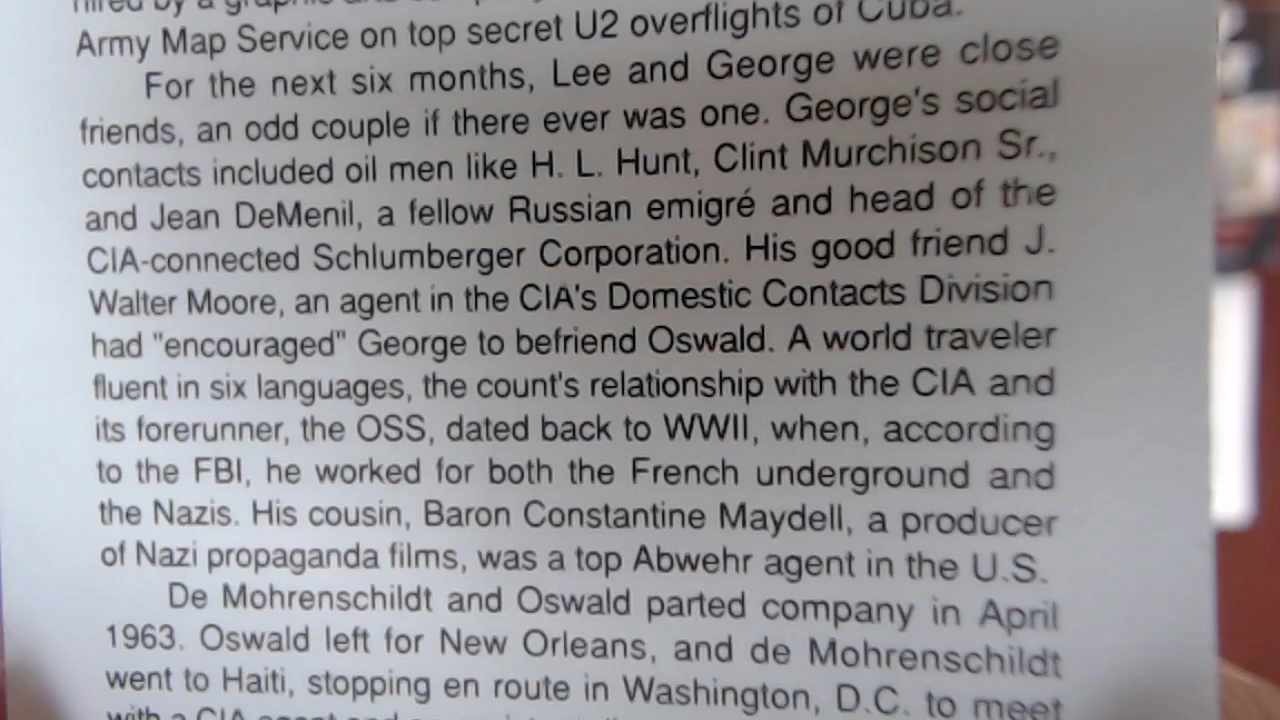 hired by a graphic arts
Army Map Service on top secret U2 overflights of Cuba.
For the next six months, Lee and George were close
friends, an odd couple if there ever was one. George's social
contacts included oil men like H. L. Hunt, Clint Murchison Sr.,
and Jean DeMenil, a fellow Russian emigré and head of the
CIA-connected Schlumberger Corporation. His good friend J.
Walter Moore, an agent in the CIA's Domestic Contacts Division
had "encouraged" George to befriend Oswald. A world traveler
fluent in six languages, the count's relationship with the CIA and
its forerunner, the OSS, dated back to WWII, when, according
to the FBI, he worked for both the French underground and
the Nazis. His cousin, Baron Constantine Maydell, a producer
of Nazi propaganda films, was a top Abwehr agent in the U.S.
De Mohrenschildt and Oswald parted company in April
1963. Oswald left for New Orleans, and de Mohrenschildt
went to Haiti, stopping en route in Washington, D.C. to meet
with a CIA agent and